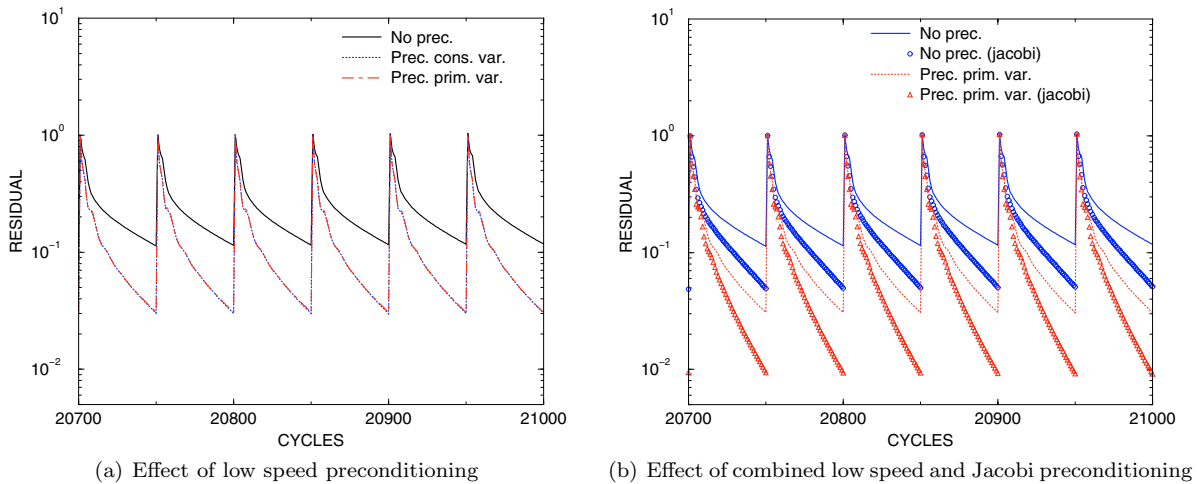 10^1
10^0
10^-1
10^-2
RESIDUAL
No prec.
Prec. cons. var.
Prec. prim. var.
20700
20800
20900
21000
CYCLES
(a) Effect of low speed preconditioning
10^1
10^0
10^-1
10^-2
RESIDUAL
No prec.
No prec. (jacobi)
Prec. prim. var.
Prec. prim. var. (jacobi)
20700
20800
20900
21000
CYCLES
(b) Effect of combined low speed and Jacobi preconditioning